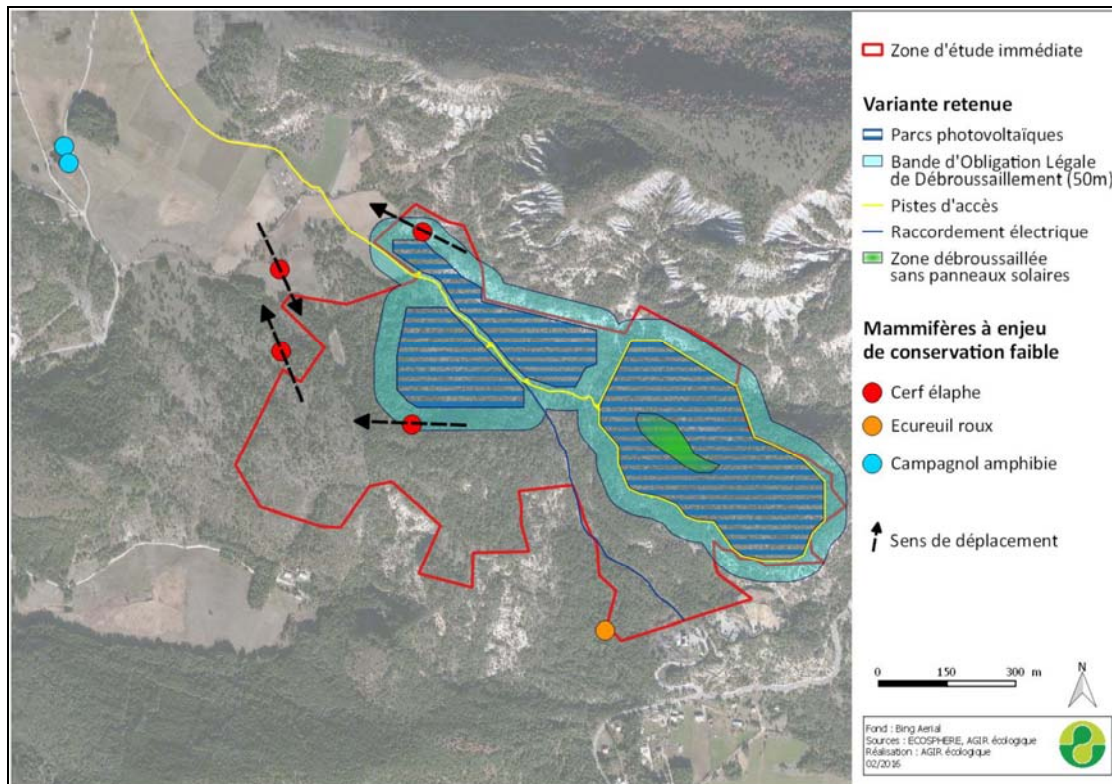 Zone d'étude immédiate
Variante retenue
Parcs photovoltaïques
Bande d'Obligation Légale
de Débroussaillement (50m)
Pistes d'accès
Raccordement électrique
Zone débroussaillée
sans panneaux solaires
Mammifères à enjeu
de conservation faible
Cerf élaphe
Ecureuil roux
Campagnol amphibie
Sens de déplacement
0 150 300 m
N
Fond : Bing Aerial
Sources : ECOSPHERE, AGIR écologique
Réalisation : AGIR écologique
02/2016